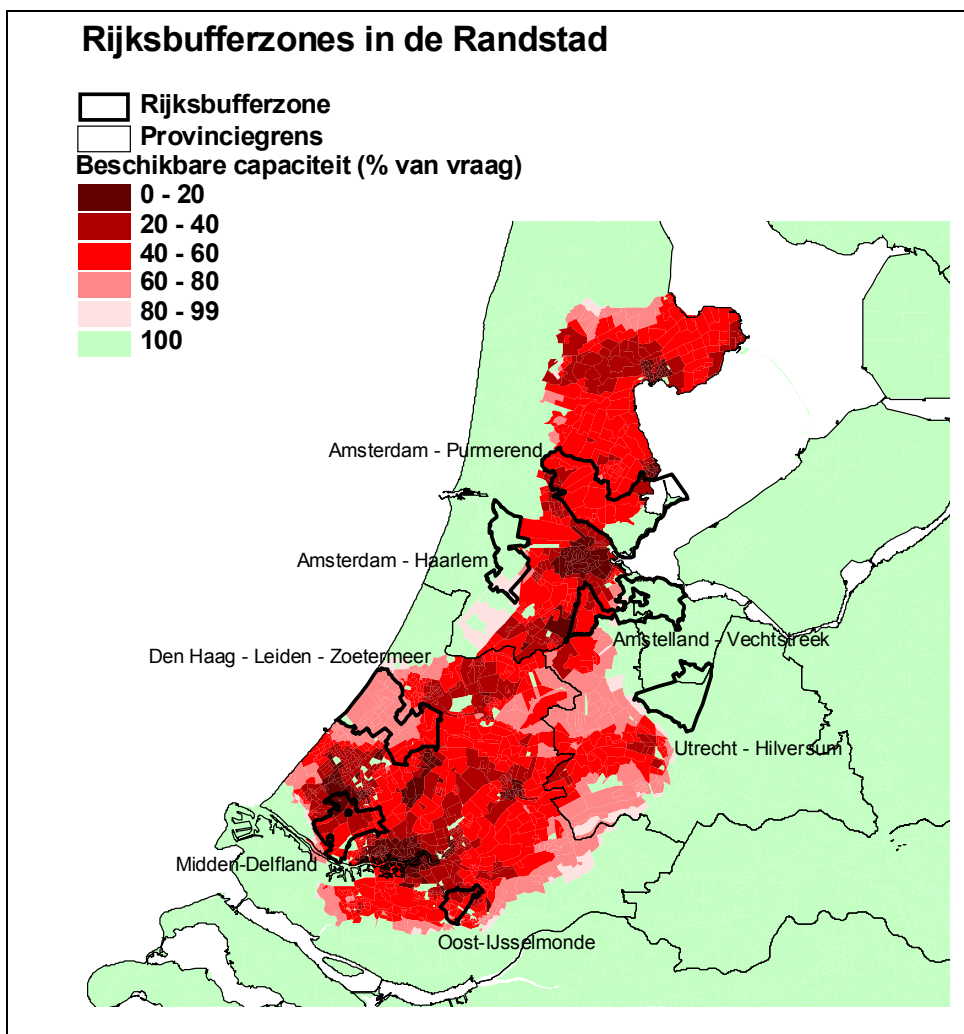 Rijksbufferzones in de Randstad
Rijksbufferzone
Provinciegrens
Beschikbare capaciteit (% van vraag)
0 - 20
20 - 40
40 - 60
60 - 80
80 - 99
100
Amsterdam - Purmerend
Amsterdam - Haarlem
Amstelland - Vechtstreek
Den Haag - Leiden - Zoetermeer
Utrecht - Hilversum
Midden-Delfland
Oost-IJsselmonde